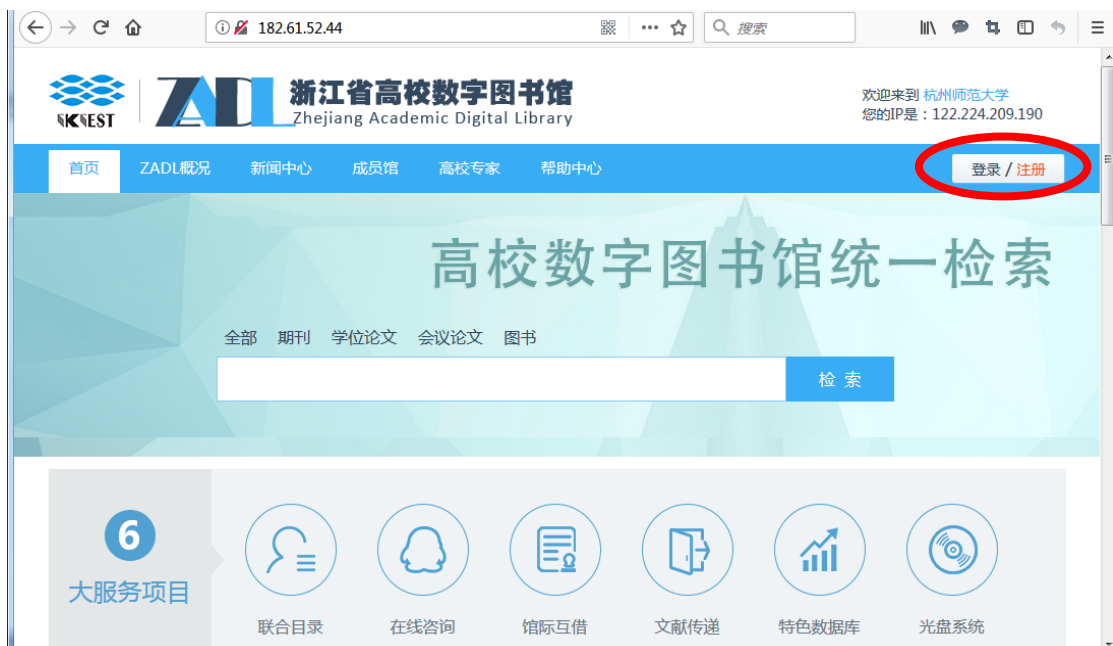 182.61.52.44
搜索
IKNEST
ZADL
浙江省高校数字图书馆
Zhejiang Academic Digital Library
欢迎来到 杭州师范大学
您的IP是：122.224.209.190
首页 ZADL概况 新闻中心 成员馆 高校专家 帮助中心 登录 / 注册
高校数字图书馆统一检索
全部 期刊 学位论文 会议论文 图书
检 索
6
大服务项目
联合目录 在线咨询 馆际互借 文献传递 特色数据库 光盘系统